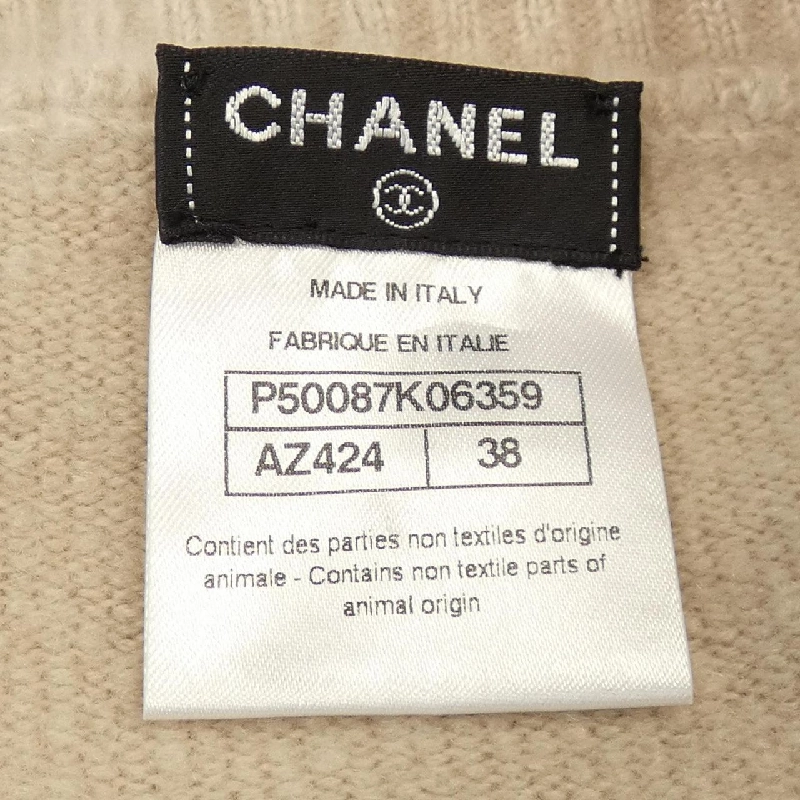 CHANEL
MADE IN ITALY
FABRIQUE EN ITALIE
P50087K06359
AZ424 38
Contient des parties non textiles d'origine
animale - Contains non textile parts of
animal origin